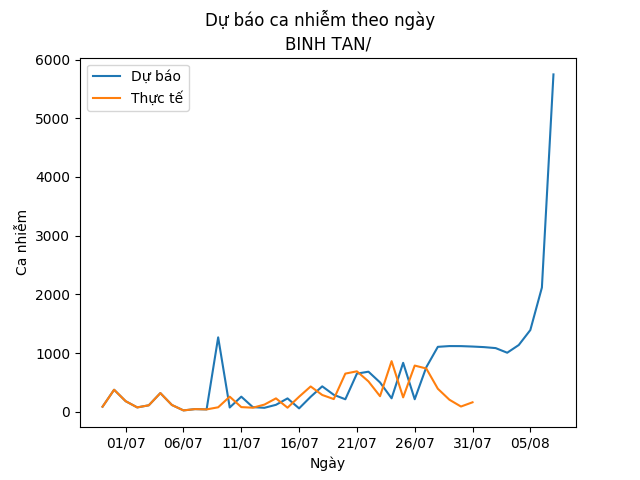 Dự báo ca nhiễm theo ngày
BINH TAN/
Dự báo
Thực tế
Ca nhiễm
6000
5000
4000
3000
2000
1000
0
01/07 06/07 11/07 16/07 21/07 26/07 31/07 05/08
Ngày